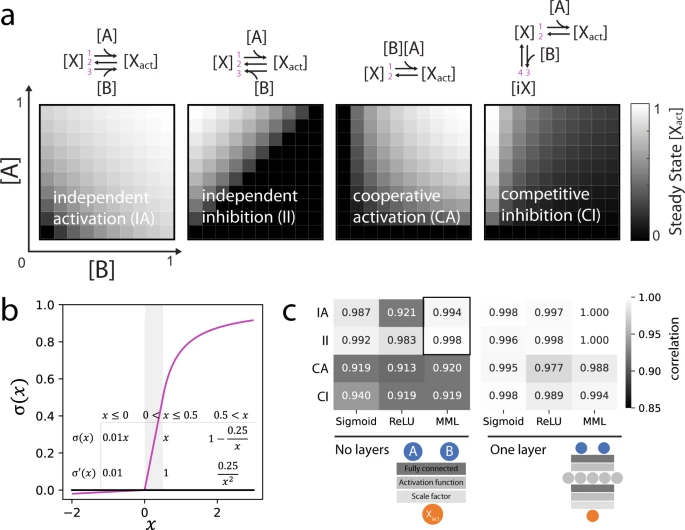 a
[A]
[X] 1 2 3 [Xact]
[B]
[A]
[X] 1 2 3 [Xact]
[B]
[B][A]
[X] 1 2 [Xact]
[A]
[X] 1 2 [Xact]
[B]
4 3
[iX]
1
[A]
0
[B]
1
independent
activation (IA)
independent
inhibition (II)
cooperative
activation (CA)
competitive
inhibition (CI)
1
0
Steady State [Xact]
b
1.0
0.8
0.6
0.4
0.2
0.0
σ(x)
−2 0 2
x
x ≤ 0 0 < x ≤ 0.5 0.5 < x
σ(x) 0.01x x 1 − 0.25/x
σ′(x) 0.01 1 0.25/x²
c
IA 0.987 0.921 0.994 0.998 0.997 1.000
II 0.992 0.983 0.998 0.996 0.998 1.000
CA 0.919 0.913 0.920 0.995 0.977 0.988
CI 0.940 0.919 0.919 0.998 0.989 0.994
Sigmoid ReLU MML Sigmoid ReLU MML
1.00
0.95
0.90
0.85
correlation
No layers
A B
Fully connected
Activation function
Scale factor
Xact
One layer